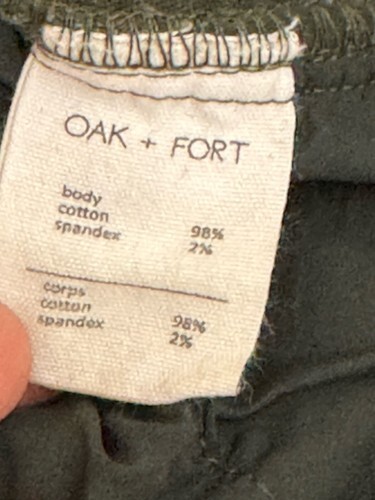 OAK + FORT
body
cotton 98%
spandex 2%
corps
cotton 98%
spandex 2%